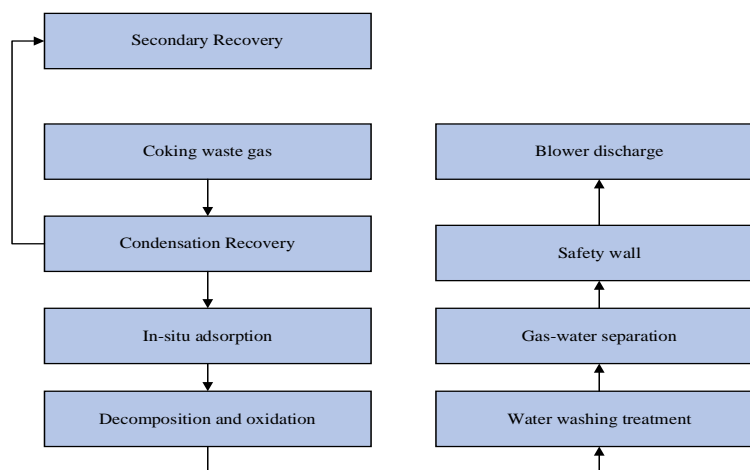 Secondary Recovery
Coking waste gas
Condensation Recovery
In-situ adsorption
Decomposition and oxidation
Blower discharge
Safety wall
Gas-water separation
Water washing treatment